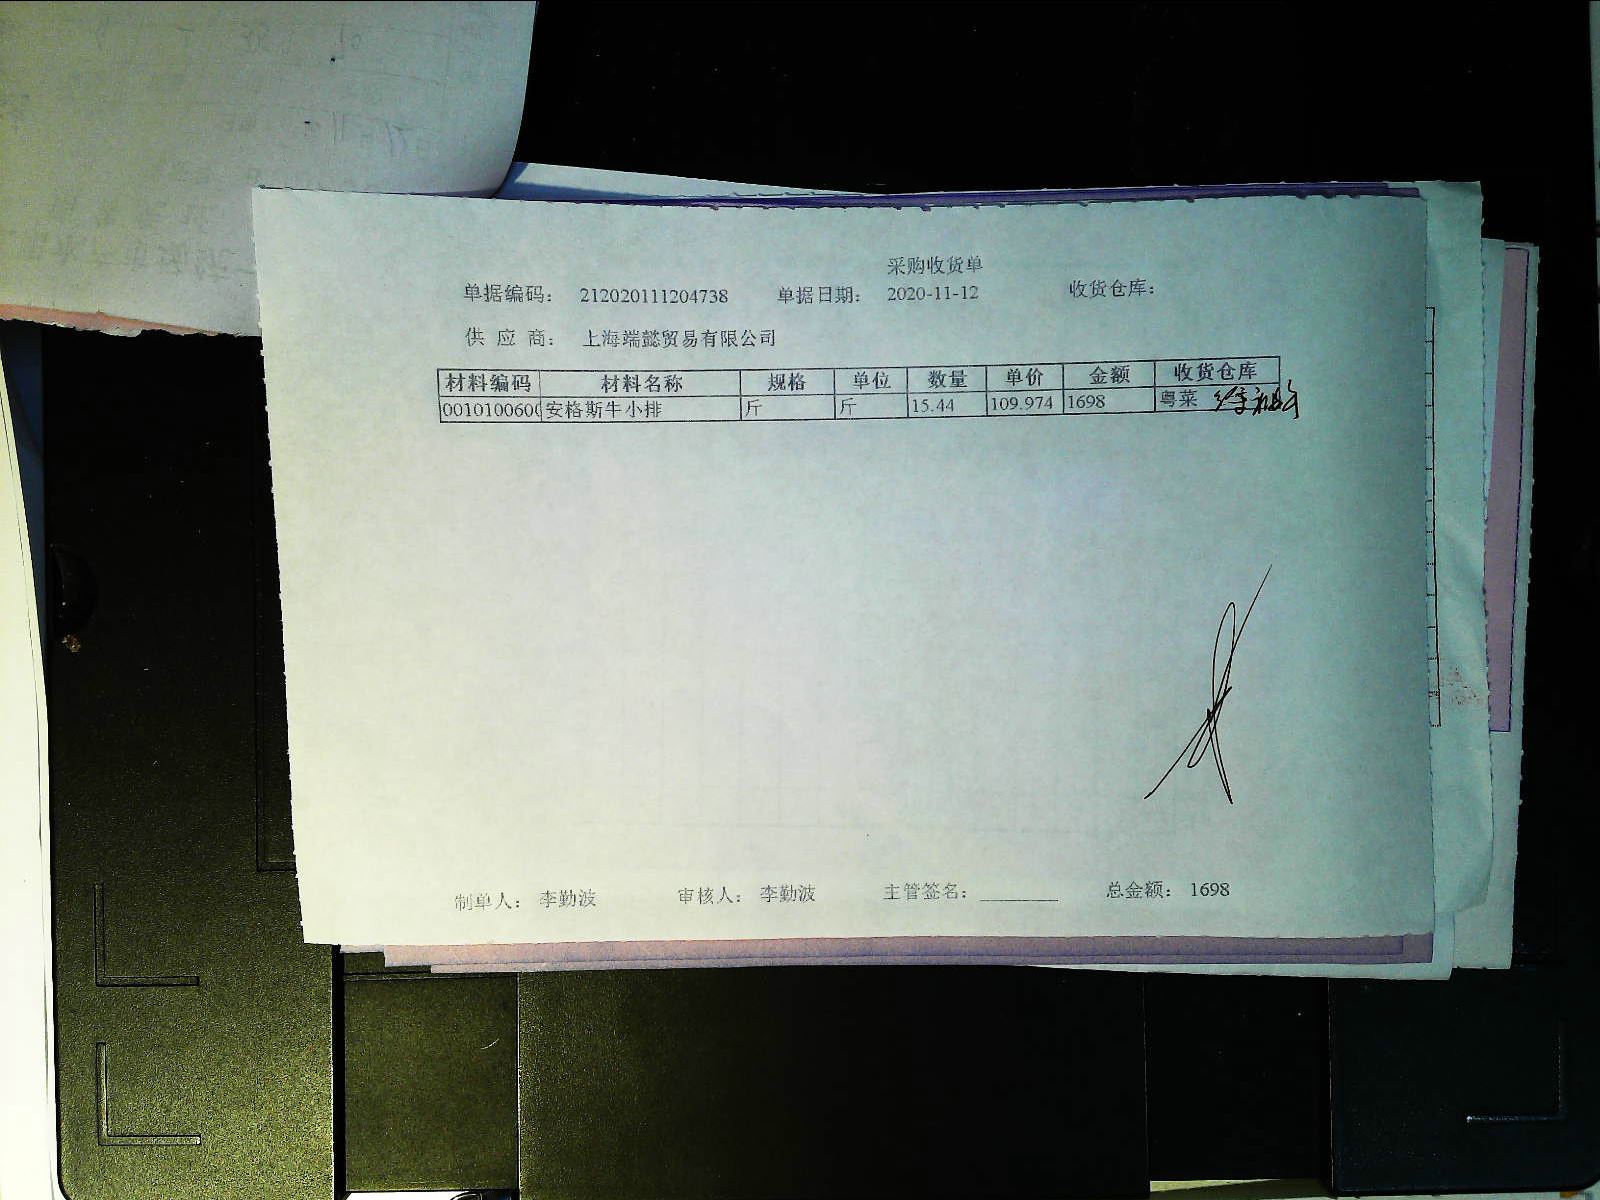 采购收货单
单据编码: 212020111204738 单据日期: 2020-11-12 收货仓库:
供 应 商: 上海端懿贸易有限公司
材料编码 材料名称 规格 单位 数量 单价 金额 收货仓库
0010100600 安格斯牛小排 斤 斤 15.44 109.974 1698 粤菜
制单人: 李勤波 审核人: 李勤波 主管签名: 总金额: 1698